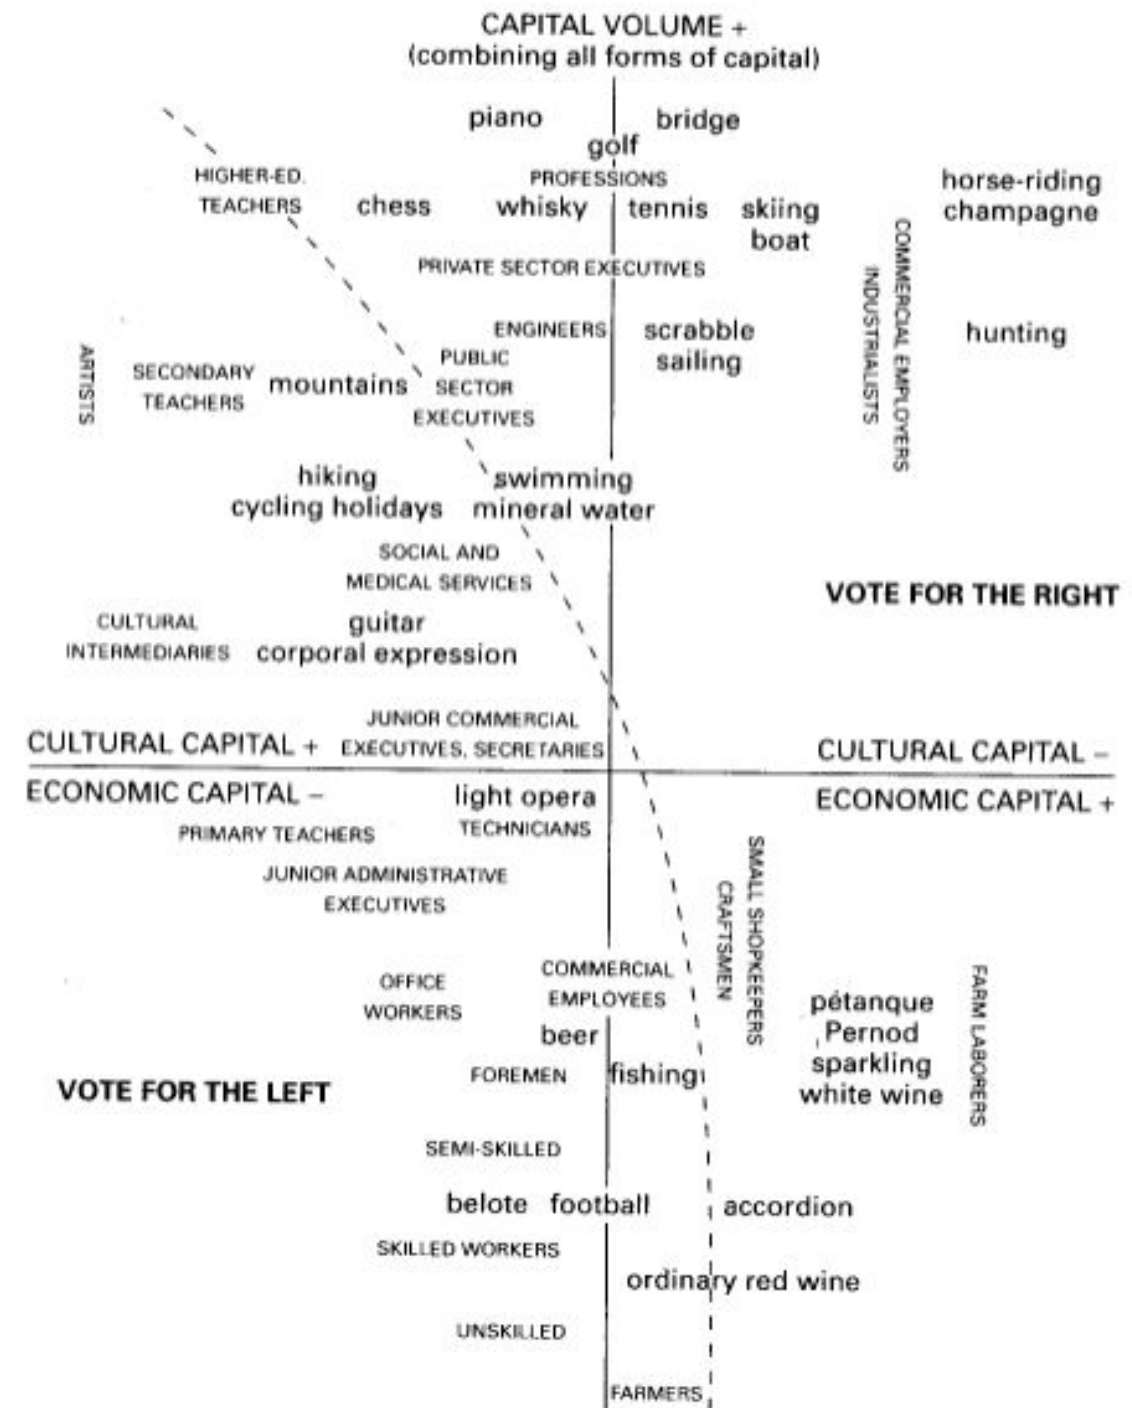 CAPITAL VOLUME +
(combining all forms of capital)
piano bridge
golf
HIGHER-ED. PROFESSIONS horse-riding
TEACHERS chess whisky tennis skiing champagne
boat
COMMERCIAL EMPLOYERS
INDUSTRIALISTS
PRIVATE SECTOR EXECUTIVES
ENGINEERS scrabble hunting
ARTISTS
PUBLIC sailing
SECONDARY mountains SECTOR
TEACHERS EXECUTIVES
hiking swimming
cycling holidays mineral water
SOCIAL AND
MEDICAL SERVICES
VOTE FOR THE RIGHT
CULTURAL guitar
INTERMEDIARIES corporal expression
JUNIOR COMMERCIAL
CULTURAL CAPITAL + EXECUTIVES, SECRETARIES CULTURAL CAPITAL –
ECONOMIC CAPITAL – light opera ECONOMIC CAPITAL +
PRIMARY TEACHERS TECHNICIANS
SMALL SHOPKEEPERS
CRAFTSMEN
JUNIOR ADMINISTRATIVE
EXECUTIVES
OFFICE COMMERCIAL
WORKERS EMPLOYEES
FARM LABORERS
pétanque
beer Pernod
FOREMEN fishing sparkling
VOTE FOR THE LEFT white wine
SEMI-SKILLED
belote football accordion
SKILLED WORKERS
ordinary red wine
UNSKILLED
FARMERS